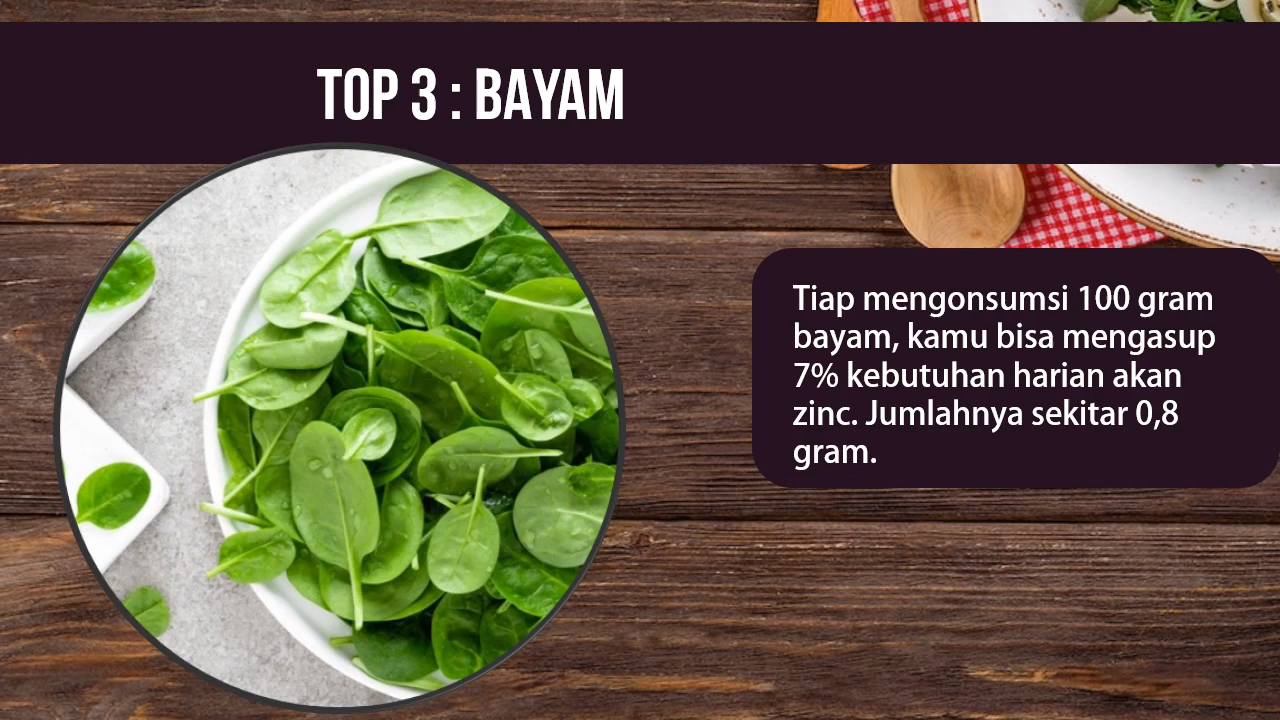 TOP 3 : BAYAM
Tiap mengonsumsi 100 gram
bayam, kamu bisa mengasup
7% kebutuhan harian akan
zinc. Jumlahnya sekitar 0,8
gram.